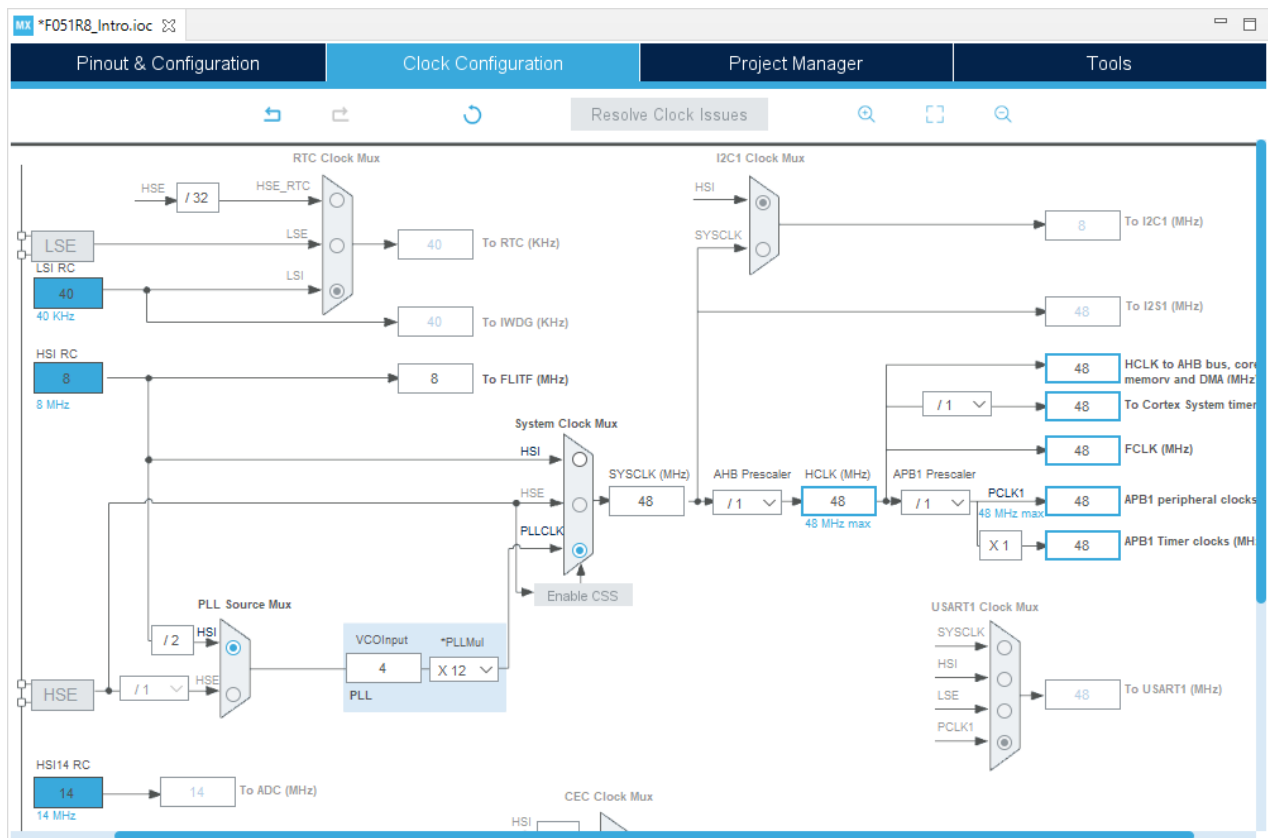 MX *F051R8_Intro.ioc
Pinout & Configuration Clock Configuration Project Manager Tools
Resolve Clock Issues
RTC Clock Mux
HSE / 32 HSE_RTC
LSE LSE
40 To RTC (KHz)
LSI RC
40 LSI
40 KHz
40 To IWDG (KHz)
HSI RC
8 8 To FLITF (MHz)
8 MHz
I2C1 Clock Mux
HSI
SYSCLK
8 To I2C1 (MHz)
48 To I2S1 (MHz)
System Clock Mux
HSI
HSE
PLLCLK
Enable CSS
SYSCLK (MHz)
48
AHB Prescaler
/ 1
HCLK (MHz)
48
48 MHz max
APB1 Prescaler
/ 1
48 HCLK to AHB bus, core
memory and DMA (MHz
/ 1 48 To Cortex System timer
48 FCLK (MHz)
PCLK1 48 APB1 peripheral clocks
48 MHz max
X 1 48 APB1 Timer clocks (MH
PLL Source Mux
/ 2 HSI
HSE / 1 HSE
VCOInput *PLLMul
4 X 12
PLL
USART1 Clock Mux
SYSCLK
HSI
LSE
PCLK1
48 To USART1 (MHz)
HSI14 RC
14 14 To ADC (MHz)
14 MHz
CEC Clock Mux
HSI